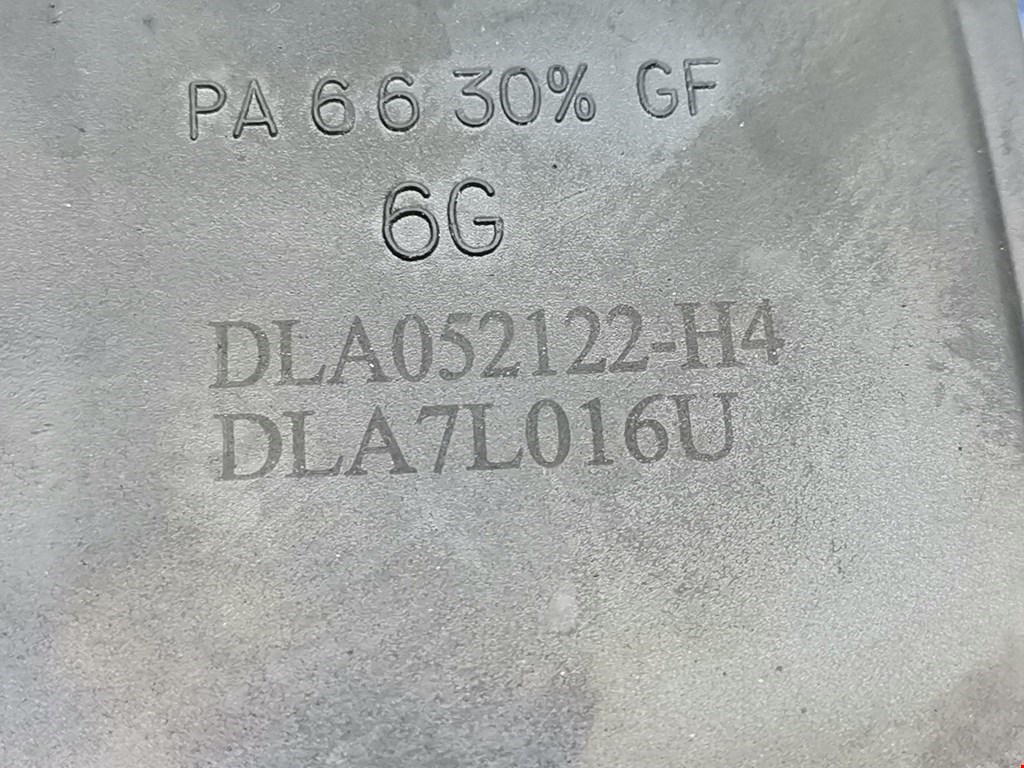 PA 6 6 30% GF
6G
DLA052122-H4
DLA7L016U